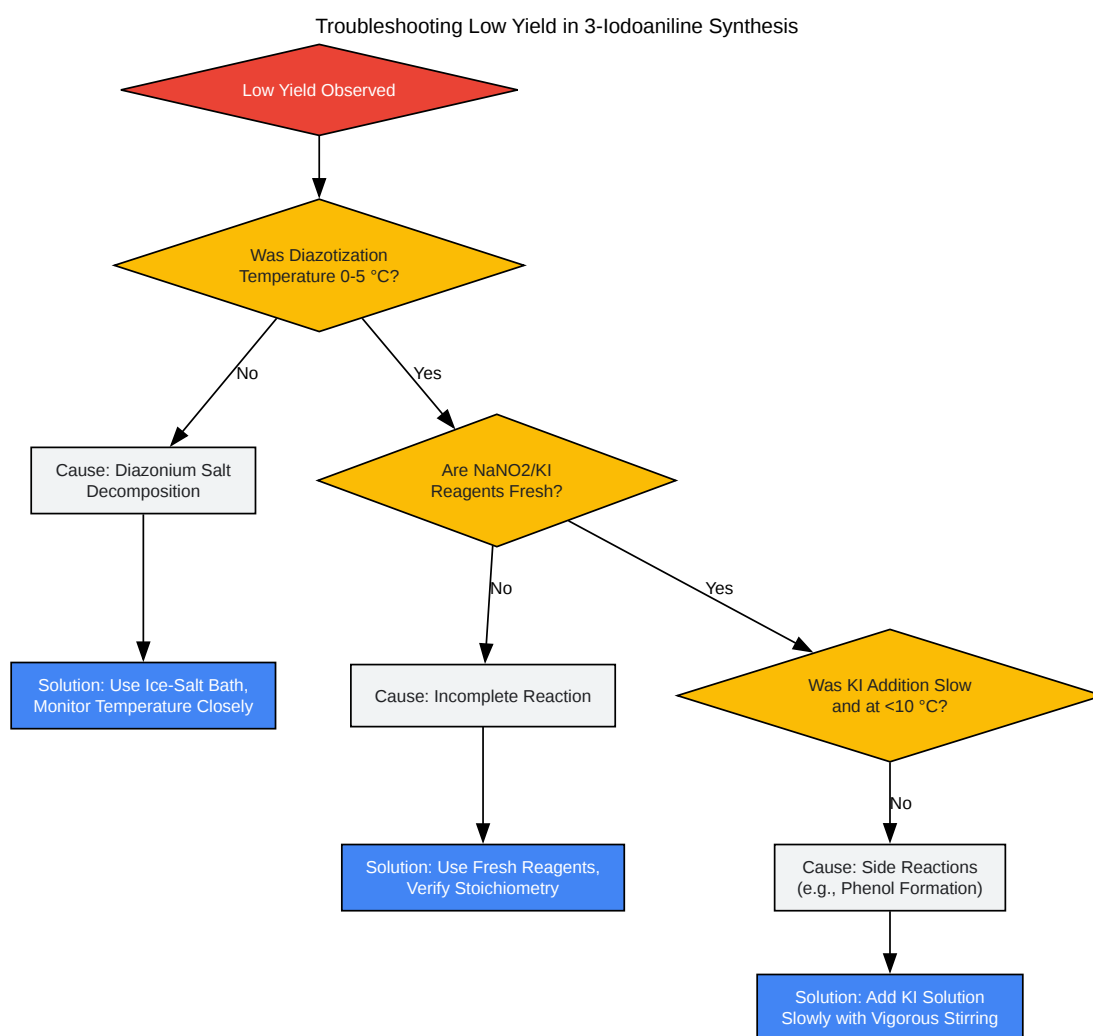 Troubleshooting Low Yield in 3-Iodoaniline Synthesis
Low Yield Observed
Was Diazotization
Temperature 0-5 °C?
No
Yes
Cause: Diazonium Salt
Decomposition
Are NaNO2/KI
Reagents Fresh?
No
Yes
Solution: Use Ice-Salt Bath,
Monitor Temperature Closely
Cause: Incomplete Reaction
Was KI Addition Slow
and at <10 °C?
No
Solution: Use Fresh Reagents,
Verify Stoichiometry
Cause: Side Reactions
(e.g., Phenol Formation)
Solution: Add KI Solution
Slowly with Vigorous Stirring